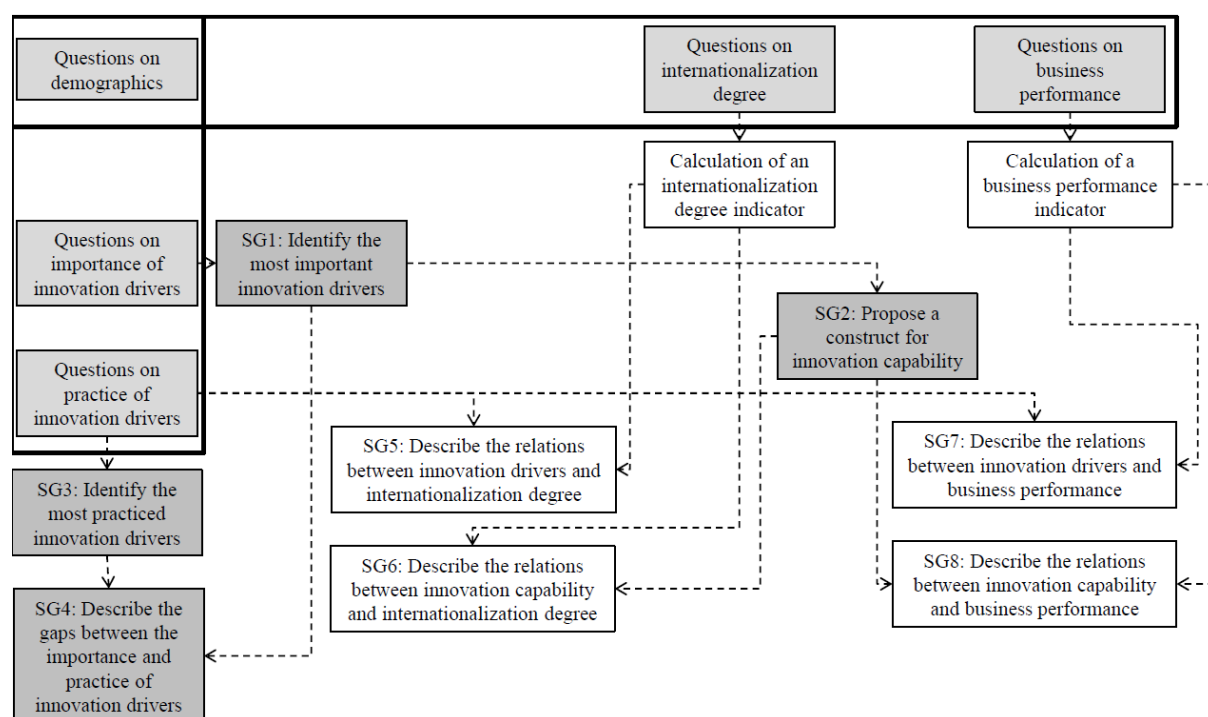 Questions on
demographics
Questions on
internationalization
degree
Questions on
business
performance
Calculation of an
internationalization
degree indicator
Calculation of a
business performance
indicator
Questions on
importance of
innovation drivers
SG1: Identify the
most important
innovation drivers
SG2: Propose a
construct for
innovation capability
Questions on
practice of
innovation drivers
SG5: Describe the relations
between innovation drivers and
internationalization degree
SG7: Describe the relations
between innovation drivers and
business performance
SG3: Identify the
most practiced
innovation drivers
SG6: Describe the relations
between innovation capability
and internationalization degree
SG8: Describe the relations
between innovation capability
and business performance
SG4: Describe the
gaps between the
importance and
practice of
innovation drivers